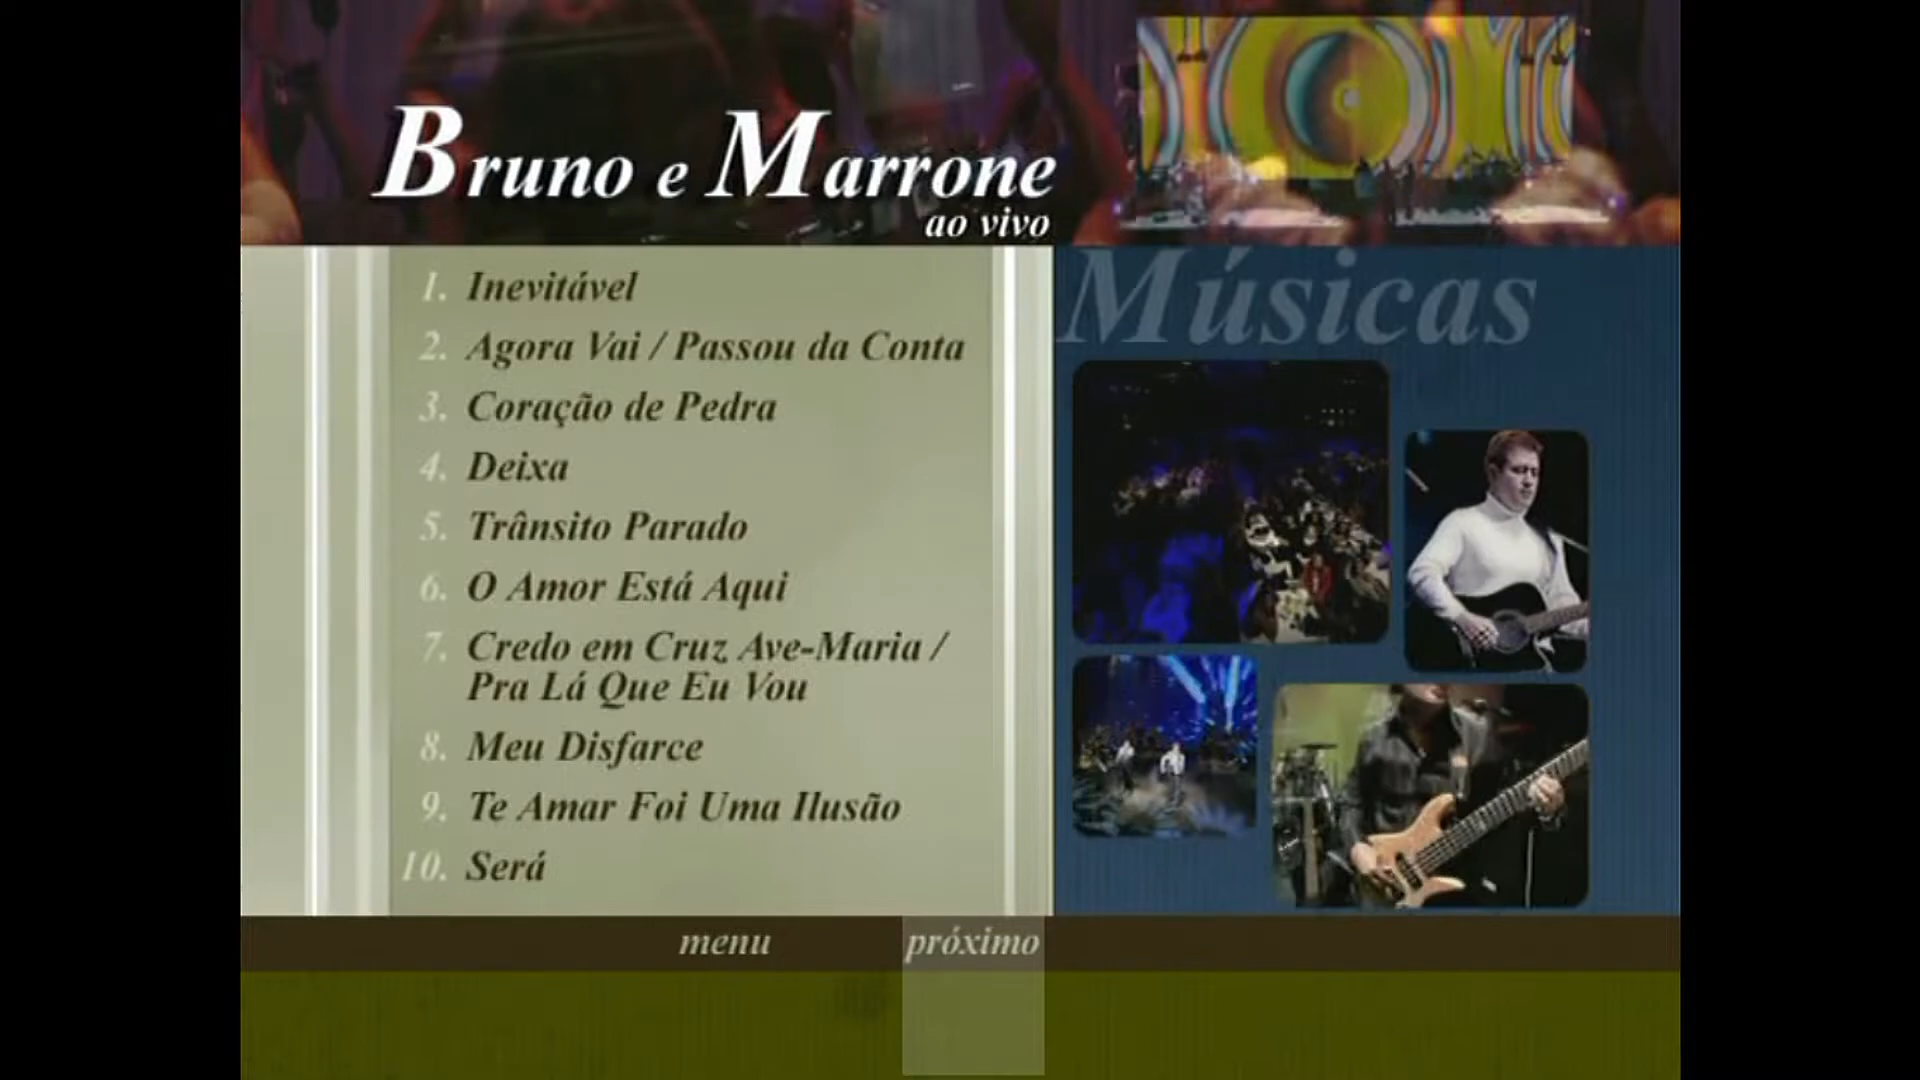 Bruno e Marrone
ao vivo
Músicas
1. Inevitável
2. Agora Vai / Passou da Conta
3. Coração de Pedra
4. Deixa
5. Trânsito Parado
6. O Amor Está Aqui
7. Credo em Cruz Ave-Maria /
Pra Lá Que Eu Vou
8. Meu Disfarce
9. Te Amar Foi Uma Ilusão
10. Será
menu próximo